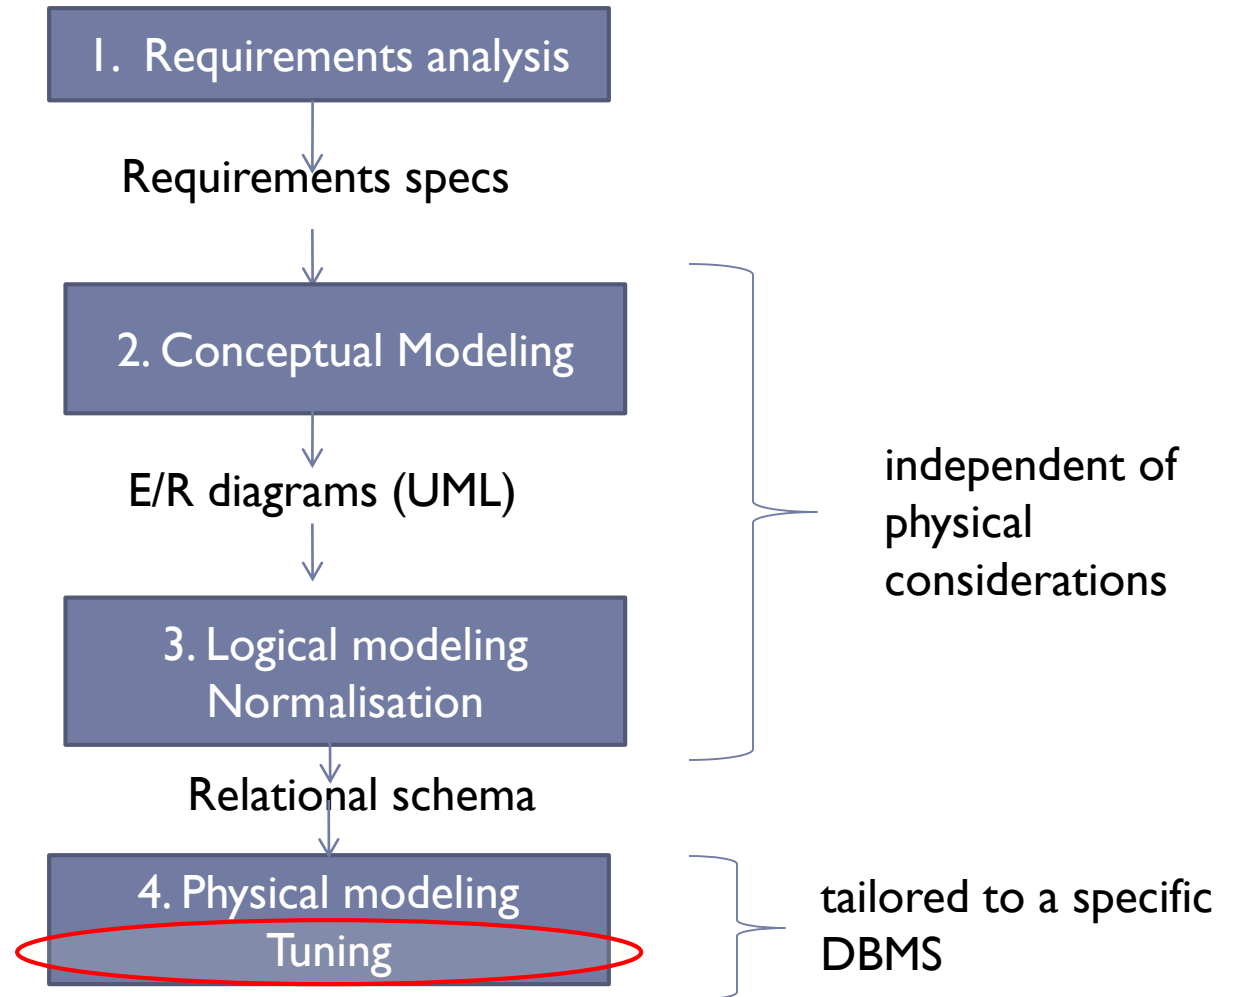 1. Requirements analysis
Requirements specs
2. Conceptual Modeling
E/R diagrams (UML)
independent of
physical
considerations
3. Logical modeling
Normalisation
Relational schema
4. Physical modeling
Tuning
tailored to a specific
DBMS